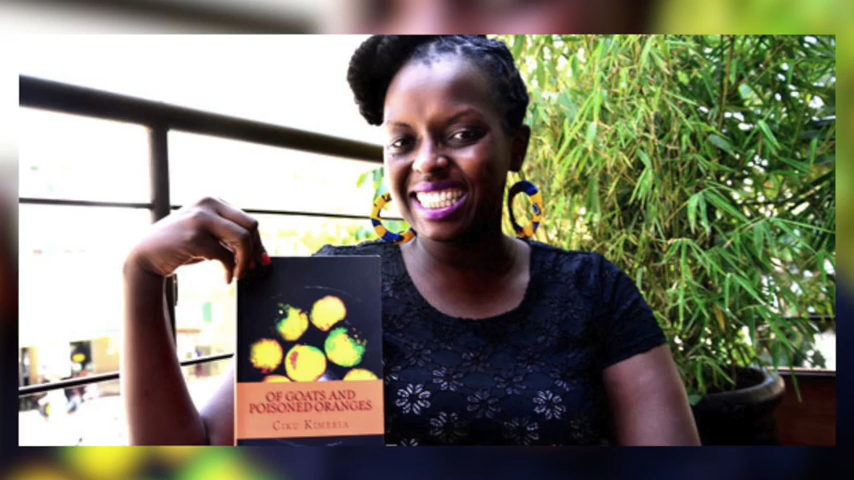 OF GOATS AND
POISONED ORANGES
CIKU KIMERIA